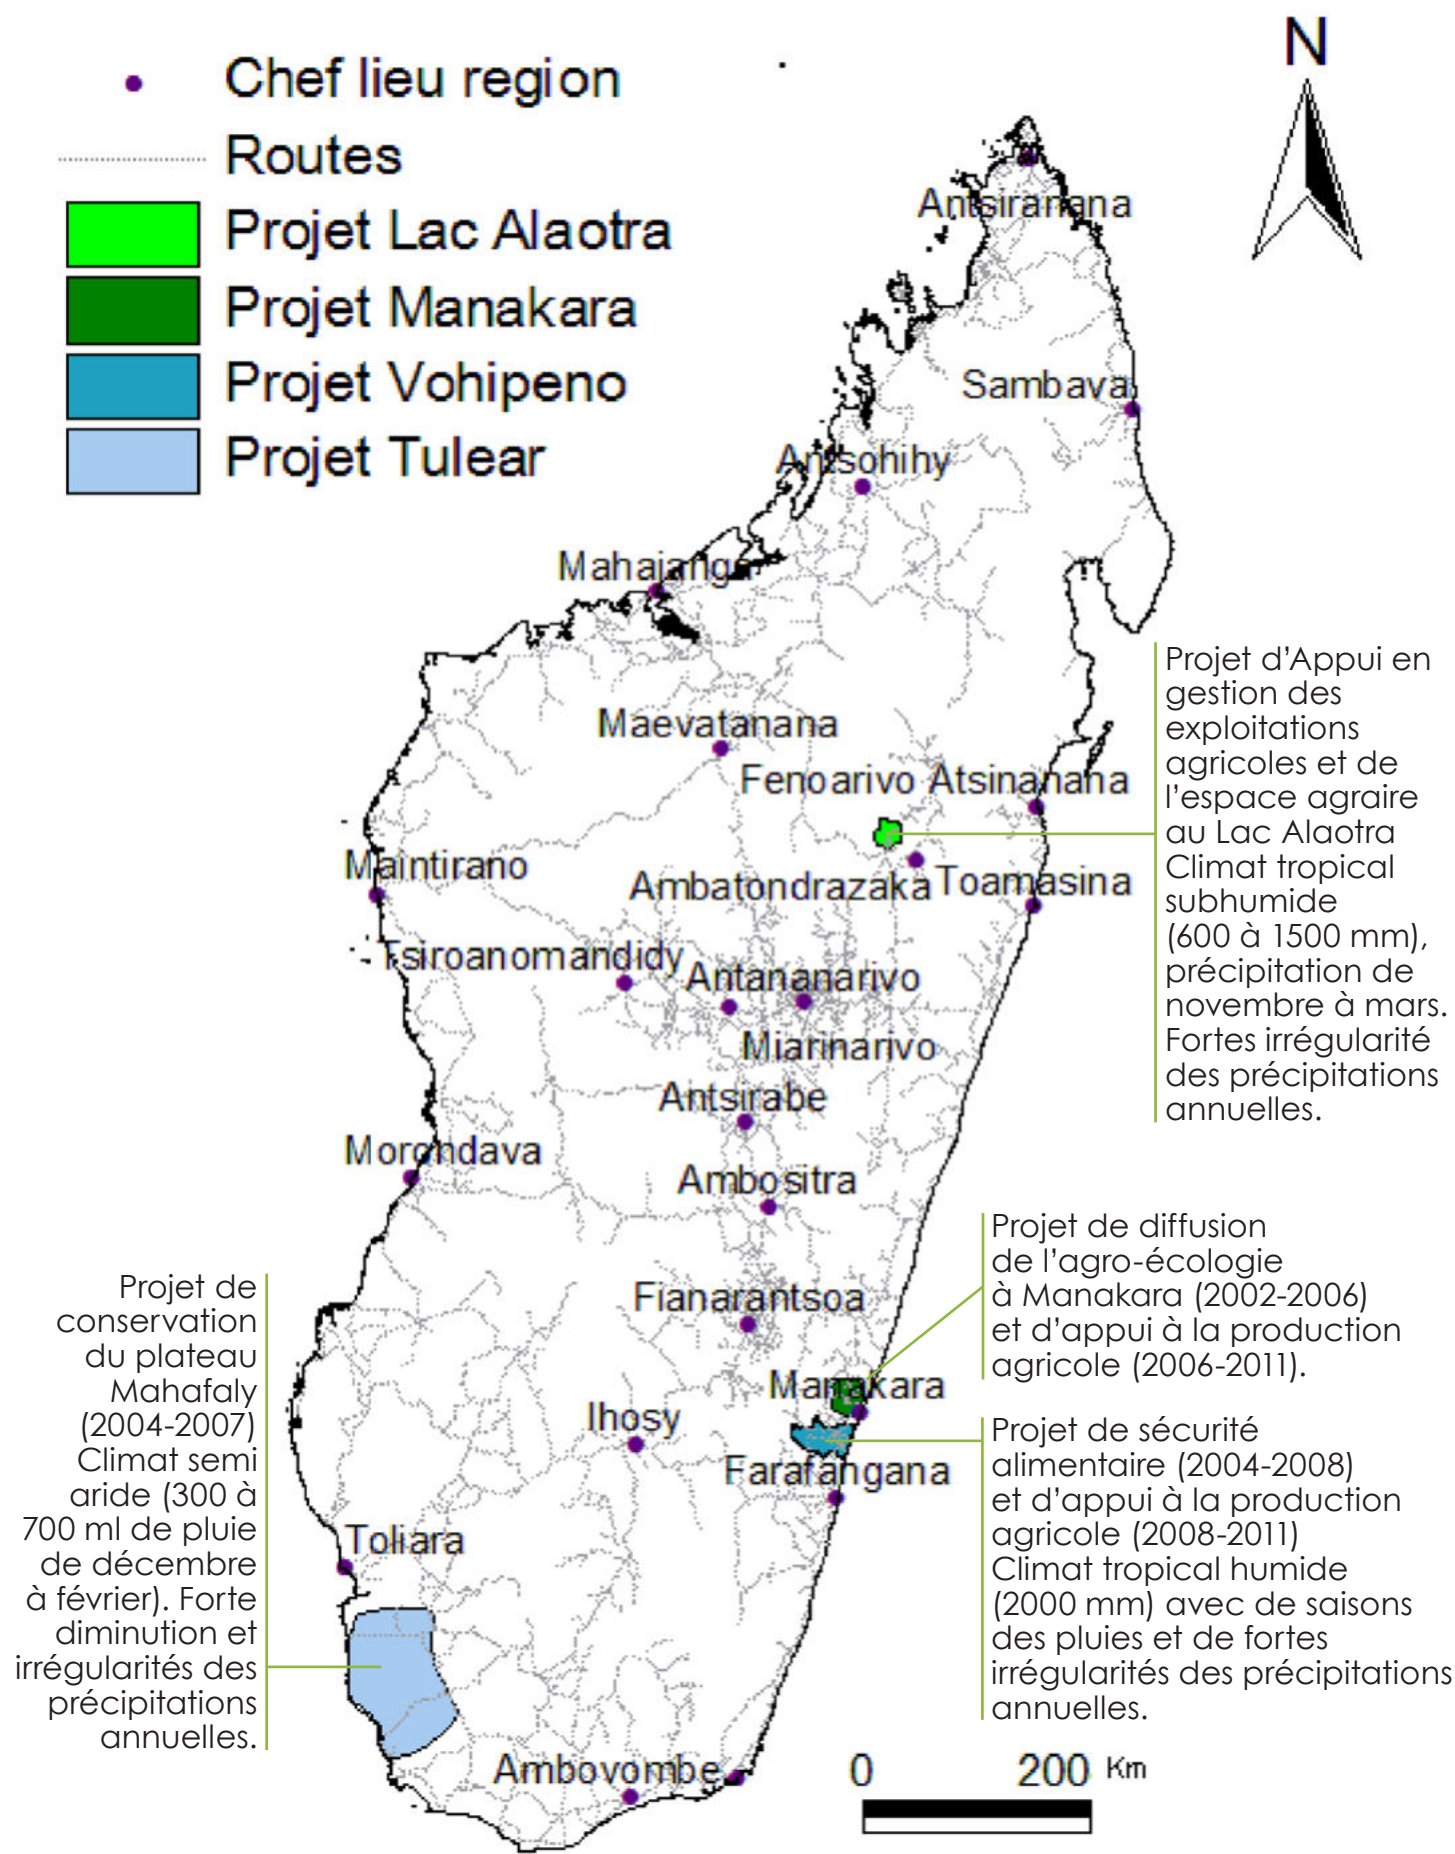 Chef lieu region
Routes
Projet Lac Alaotra
Projet Manakara
Projet Vohipeno
Projet Tulear
N
Antsiranana
Sambava
Antsohihy
Mahajanga
Maevatanana
Fenoarivo Atsinanana
Maintirano
Ambatondrazaka
Toamasina
Tsiroanomandidy
Antananarivo
Miarinarivo
Antsirabe
Morondava
Ambositra
Fianarantsoa
Manakara
Ihosy
Farafangana
Toliara
Ambovombe
Projet d'Appui en
gestion des
exploitations
agricoles et de
l'espace agraire
au Lac Alaotra
Climat tropical
subhumide
(600 à 1500 mm),
précipitation de
novembre à mars.
Fortes irrégularité
des précipitations
annuelles.
Projet de diffusion
de l'agro-écologie
à Manakara (2002-2006)
et d'appui à la production
agricole (2006-2011).
Projet de sécurité
alimentaire (2004-2008)
et d'appui à la production
agricole (2008-2011)
Climat tropical humide
(2000 mm) avec de saisons
des pluies et de fortes
irrégularités des précipitations
annuelles.
Projet de
conservation
du plateau
Mahafaly
(2004-2007)
Climat semi
aride (300 à
700 ml de pluie
de décembre
à février). Forte
diminution et
irrégularités des
précipitations
annuelles.
0 200 Km